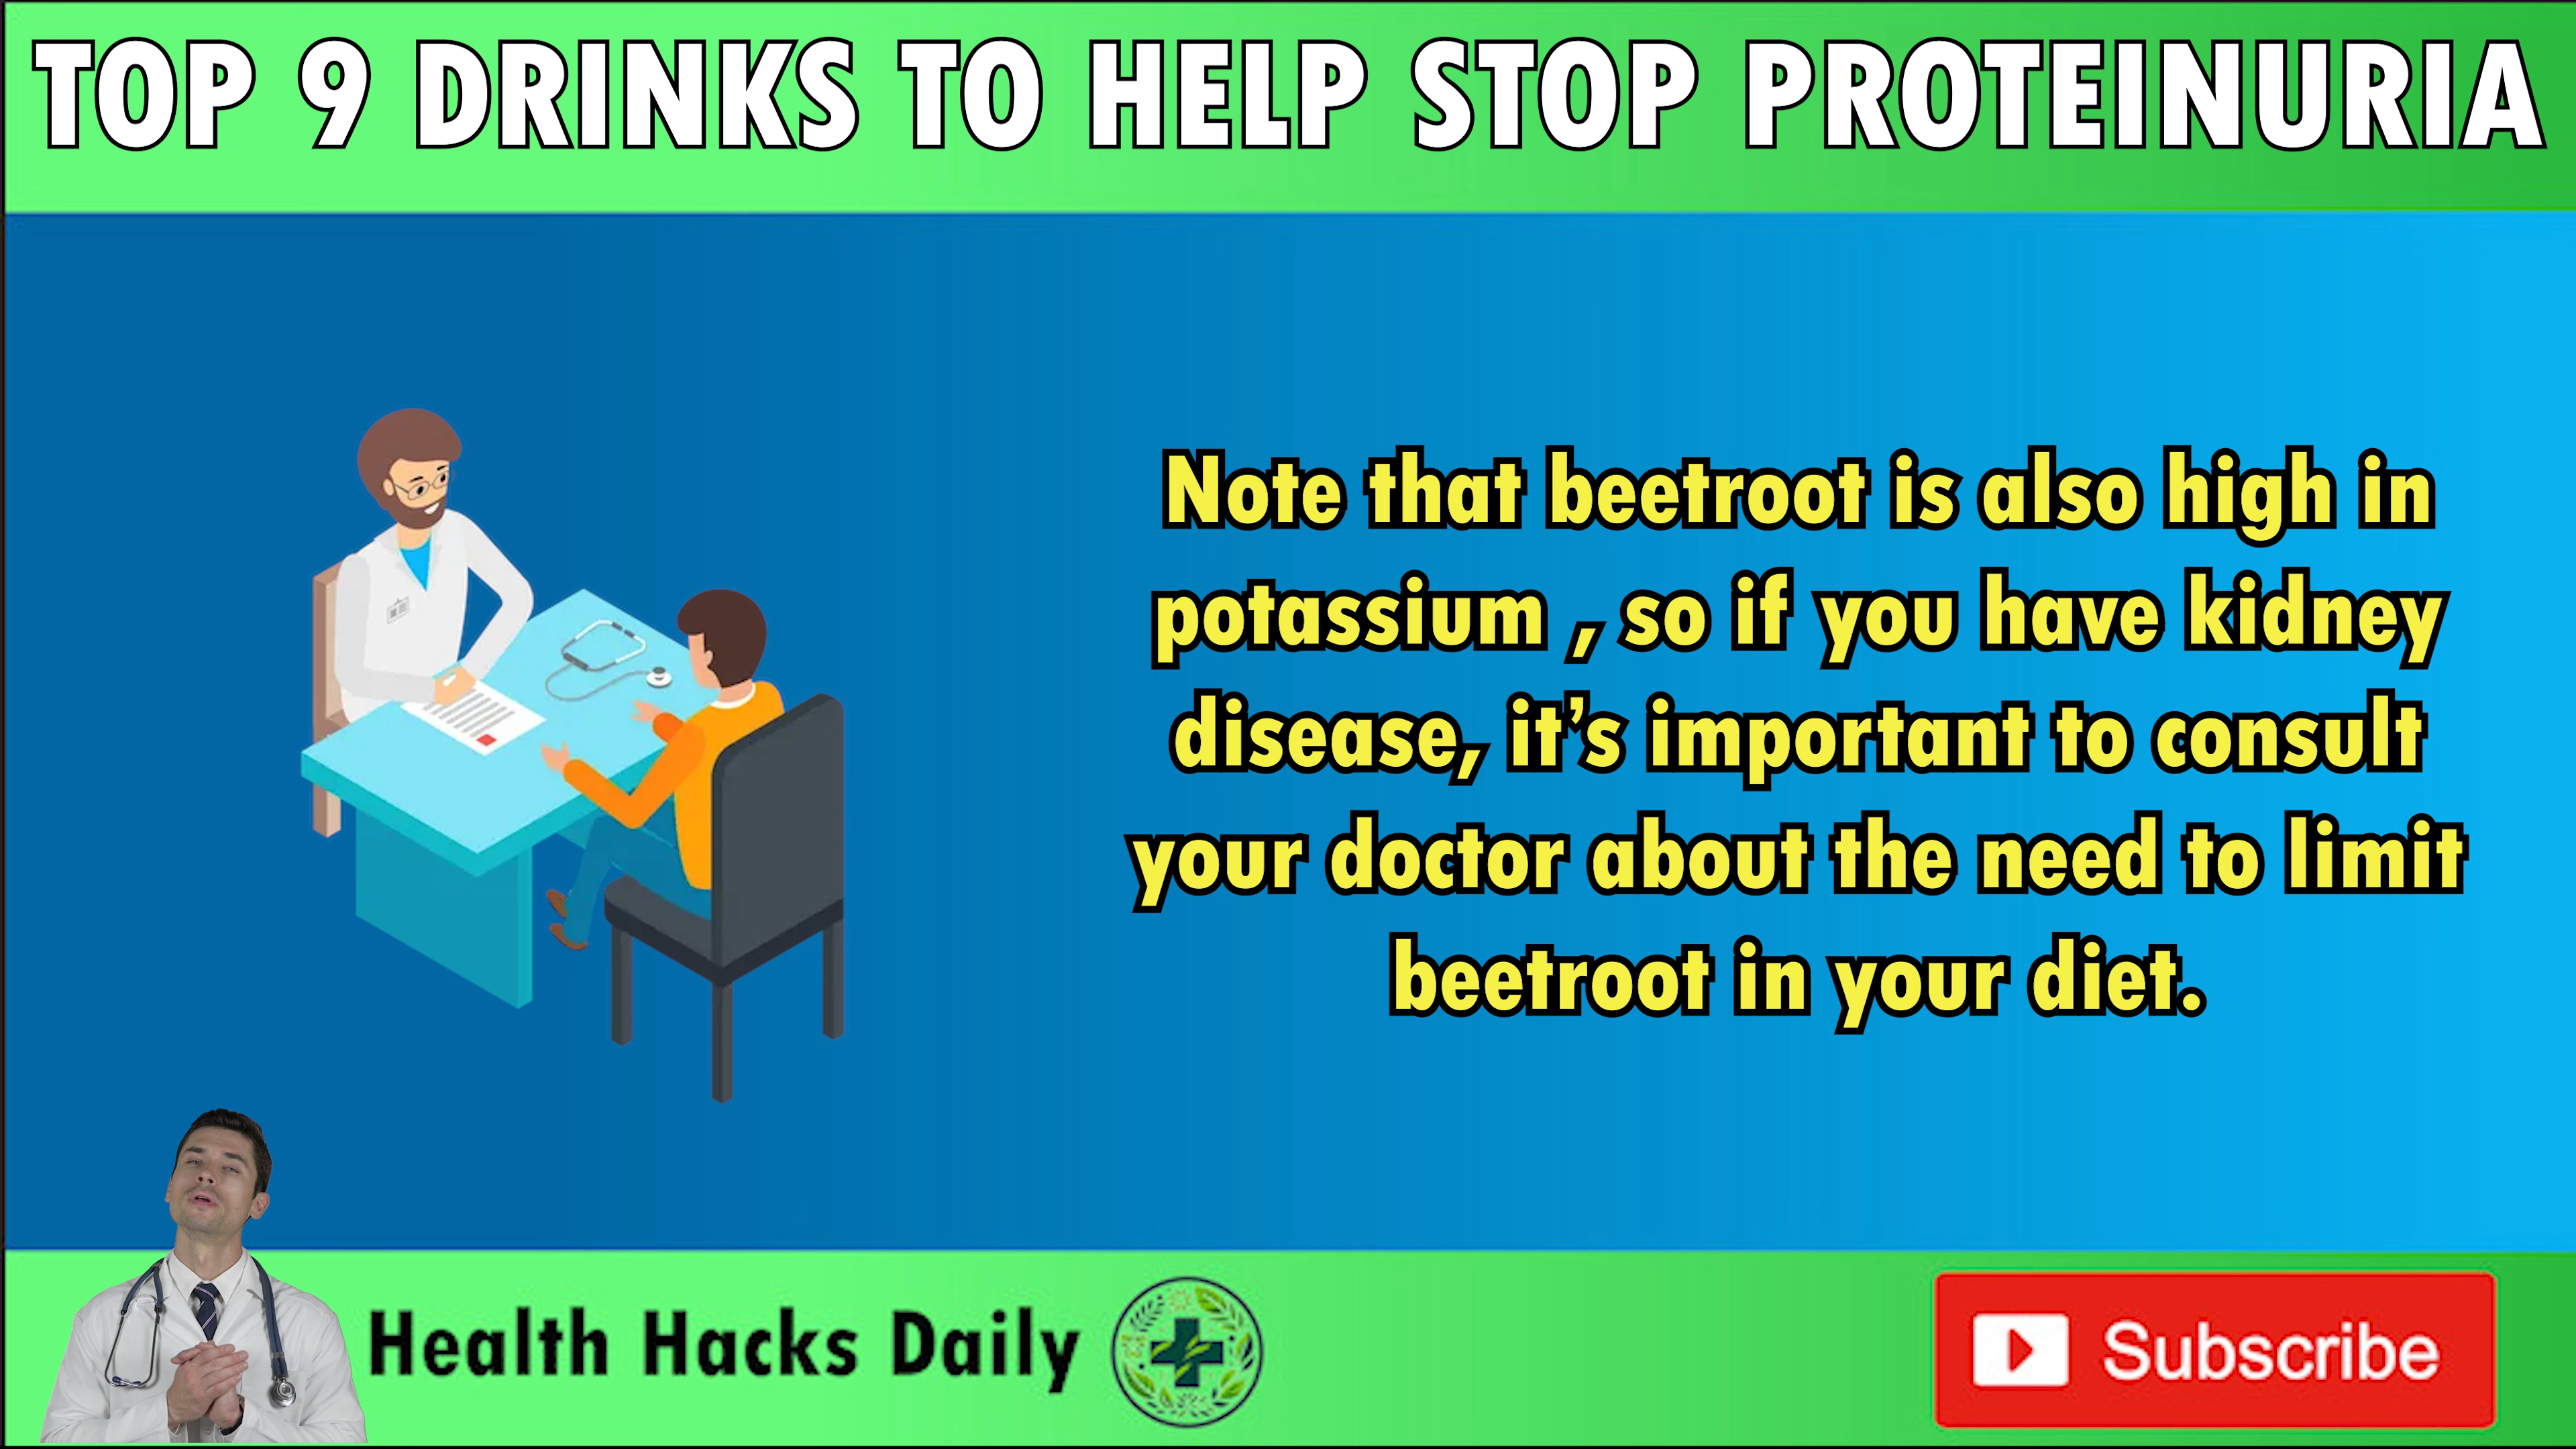 TOP 9 DRINKS TO HELP STOP PROTEINURIA
Note that beetroot is also high in
potassium , so if you have kidney
disease, it’s important to consult
your doctor about the need to limit
beetroot in your diet.
Health Hacks Daily
Subscribe